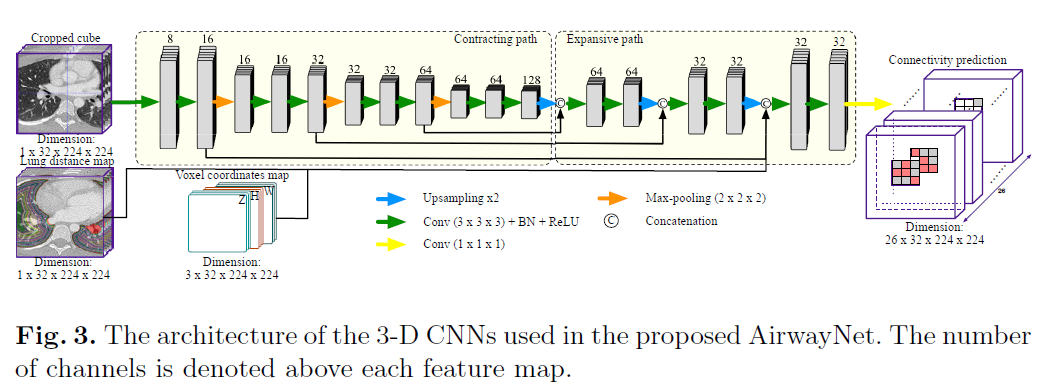 Cropped cube
Dimension:
1 x 32 x 224 x 224
Lung distance map
Dimension:
1 x 32 x 224 x 224
Voxel coordinates map
Z H W
Dimension:
3 x 32 x 224 x 224
Contracting path
8 16 16 16 32 32 32 64 64 64 128
Expansive path
64 64 32 32 32 32
© © ©
Upsampling x2
Conv (3 x 3 x 3) + BN + ReLU
Conv (1 x 1 x 1)
Max-pooling (2 x 2 x 2)
© Concatenation
Connectivity prediction
26
Dimension:
26 x 32 x 224 x 224
Fig. 3. The architecture of the 3-D CNNs used in the proposed AirwayNet. The number
of channels is denoted above each feature map.